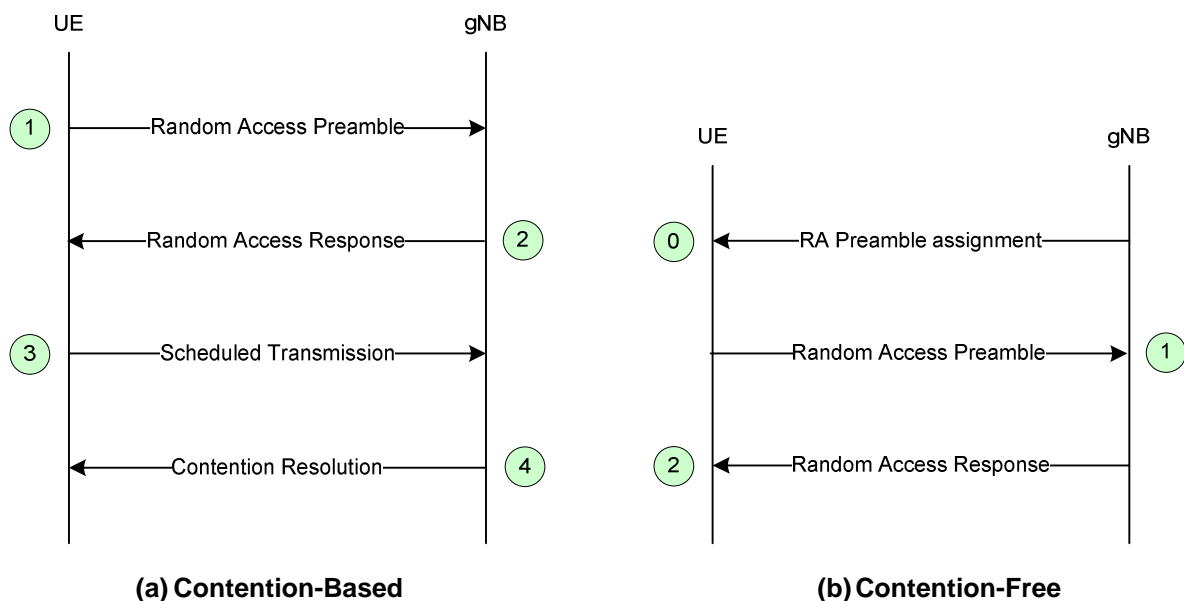 UE
gNB
1
Random Access Preamble
Random Access Response
2
3
Scheduled Transmission
Contention Resolution
4
(a) Contention-Based
UE
gNB
0
RA Preamble assignment
Random Access Preamble
1
2
Random Access Response
(b) Contention-Free